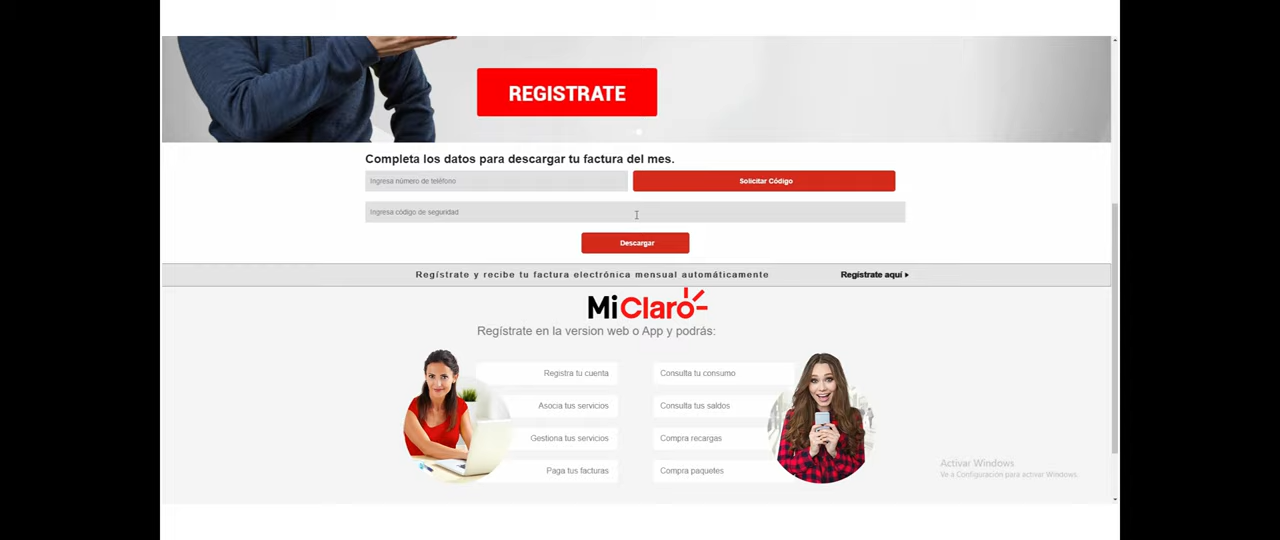 REGISTRATE
Completa los datos para descargar tu factura del mes.
Ingresa número de teléfono
Solicitar Código
Ingresa código de seguridad
Descargar
Regístrate y recibe tu factura electrónica mensual automáticamente
Regístrate aquí
MiClaro
Regístrate en la version web o App y podrás:
Registra tu cuenta
Consulta tu consumo
Asocia tus servicios
Consulta tus saldos
Gestiona tus servicios
Compra recargas
Paga tus facturas
Compra paquetes
Activar Windows
Ve a Configuración para activar Windows.